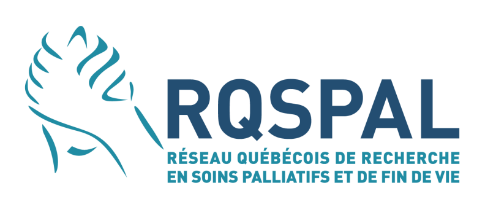 RQSPAL
RÉSEAU QUÉBÉCOIS DE RECHERCHE
EN SOINS PALLIATIFS ET DE FIN DE VIE